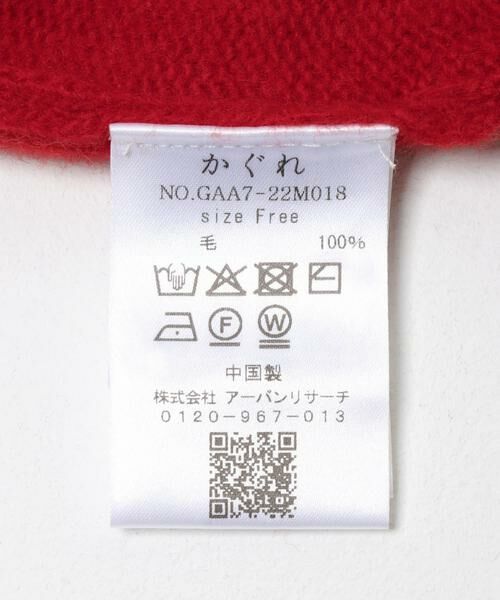 かぐれ
NO.GAA7-22M018
size Free
毛 100%
F W
中国製
株式会社 アーバンリサーチ
0120-967-013